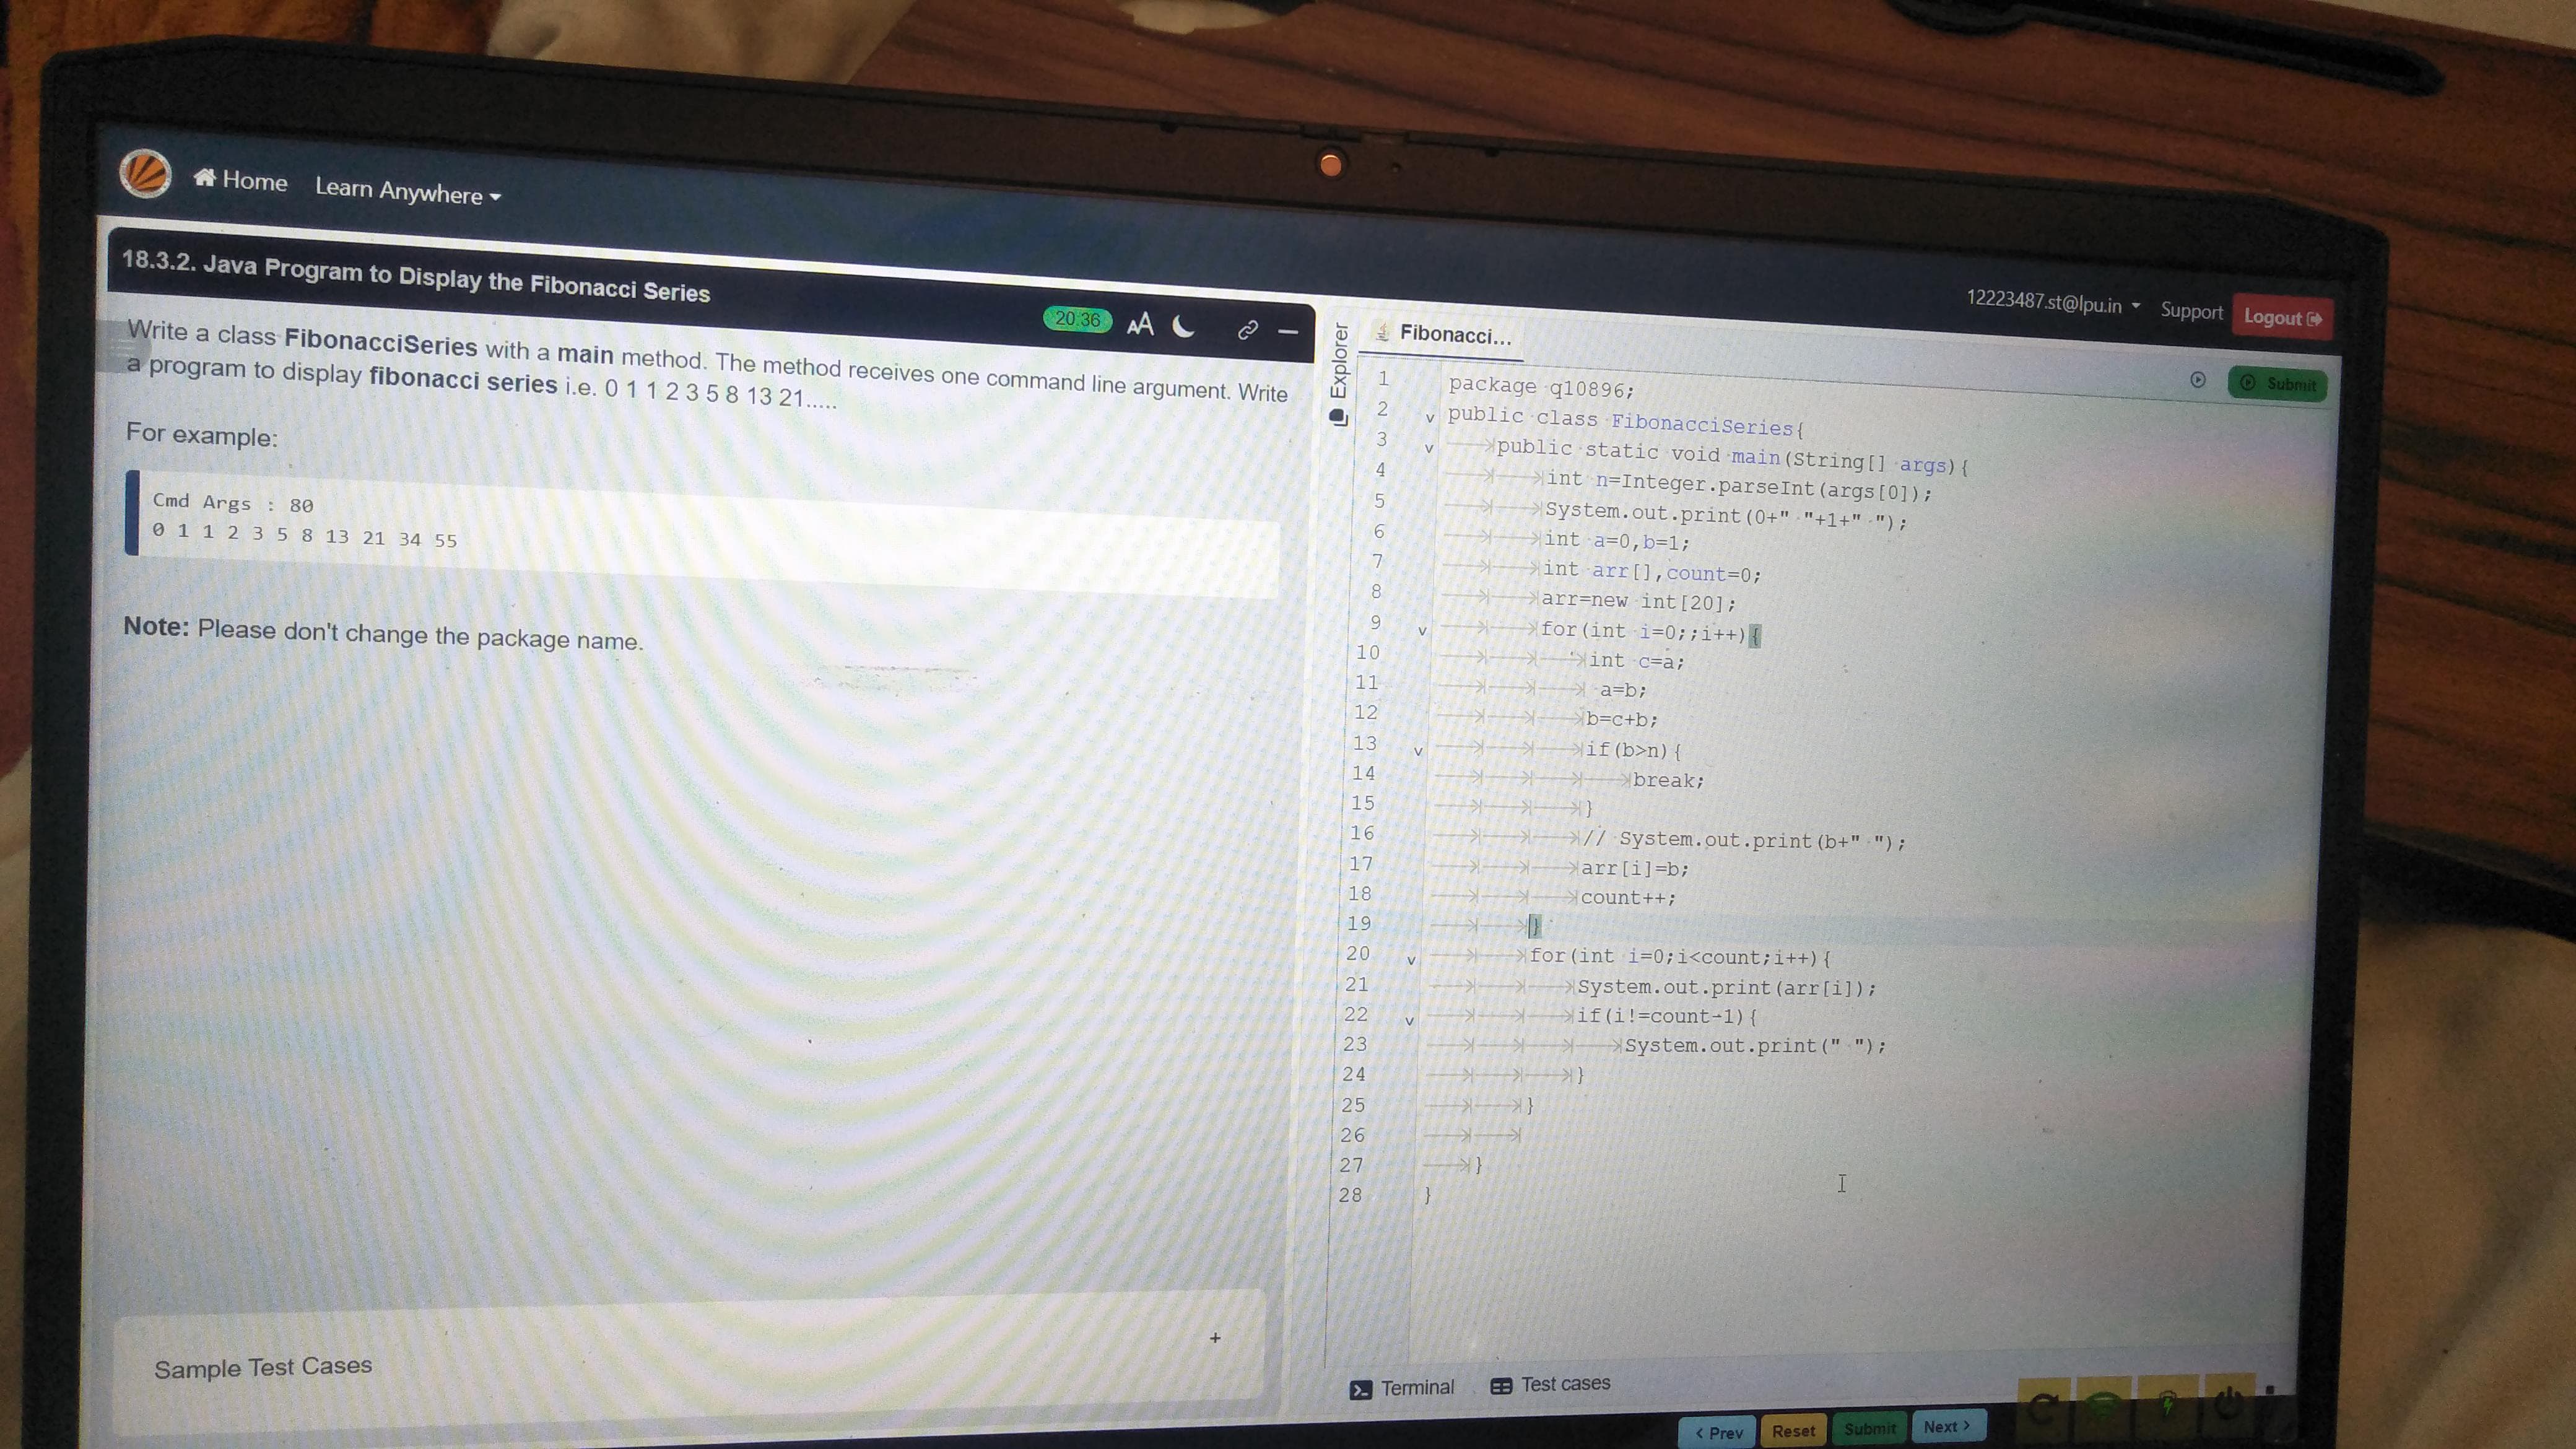 Home Learn Anywhere
12223487.st@lpu.in Support Logout
18.3.2. Java Program to Display the Fibonacci Series
20:36 AA
Write a class FibonacciSeries with a main method. The method receives one command line argument. Write
a program to display fibonacci series i.e. 0 1 1 2 3 5 8 13 21.....
For example:
Cmd Args : 80
0 1 1 2 3 5 8 13 21 34 55
Note: Please don't change the package name.
Sample Test Cases
+
Explorer
Fibonacci...
Submit
1 package q10896;
2 public class FibonacciSeries{
3 public static void main(String[] args){
4 int n=Integer.parseInt(args[0]);
5 System.out.print(0+" "+1+" ");
6 int a=0,b=1;
7 int arr[],count=0;
8 arr=new int[20];
9 for(int i=0;;i++){
10 int c=a;
11 a=b;
12 b=c+b;
13 if(b>n){
14 break;
15 }
16 // System.out.print(b+" ");
17 arr[i]=b;
18 count++;
19 }
20 for(int i=0;i<count;i++){
21 System.out.print(arr[i]);
22 if(i!=count-1){
23 System.out.print(" ");
24 }
25 }
26
27 }
28 }
Terminal Test cases
< Prev Reset Submit Next >